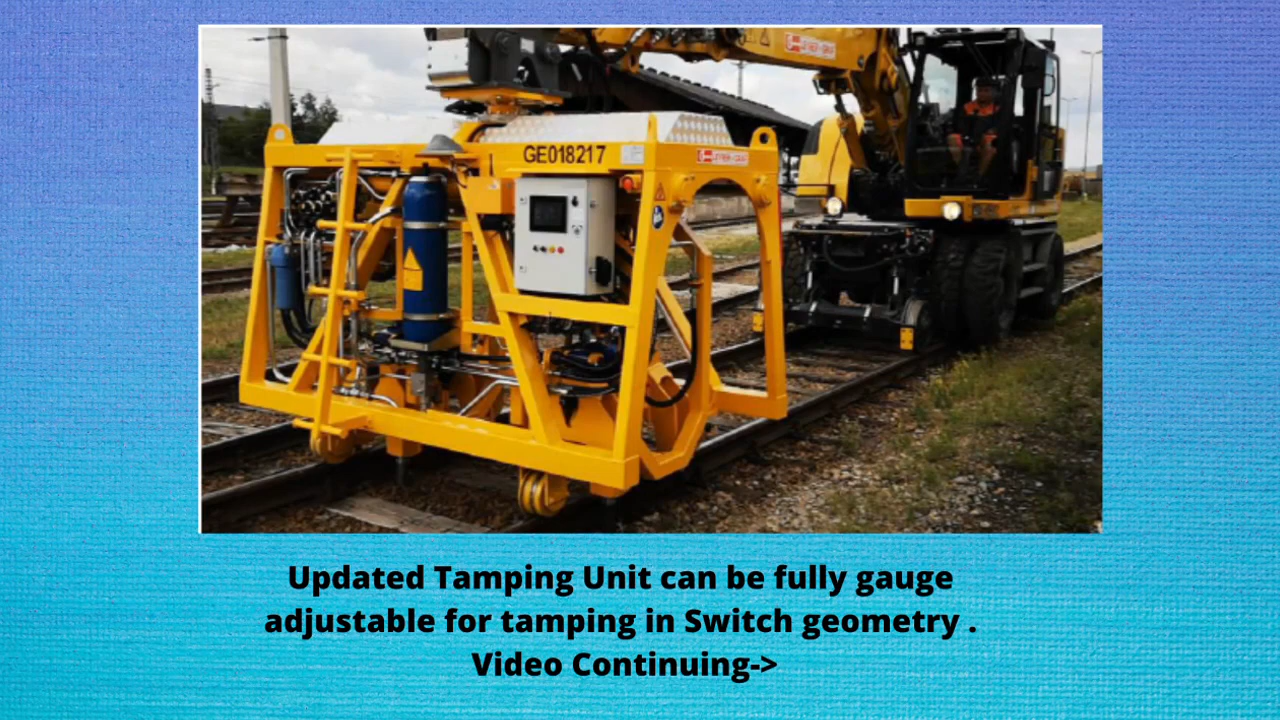 GE018217
Updated Tamping Unit can be fully gauge
adjustable for tamping in Switch geometry .
Video Continuing->